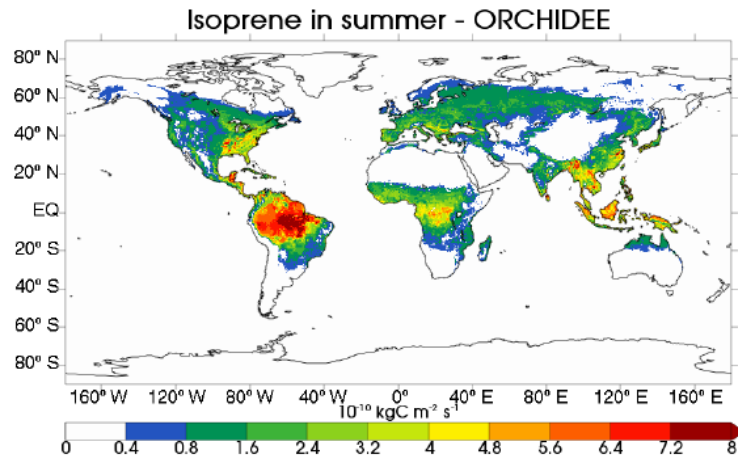 Isoprene in summer - ORCHIDEE
80° N
60° N
40° N
20° N
EQ
20° S
40° S
60° S
80° S
160° W 120° W 80° W 40° W 0° 40° E 80° E 120° E 160° E
10⁻¹⁰ kgC m⁻² s⁻¹
0 0.4 0.8 1.6 2.4 3.2 4 4.8 5.6 6.4 7.2 8